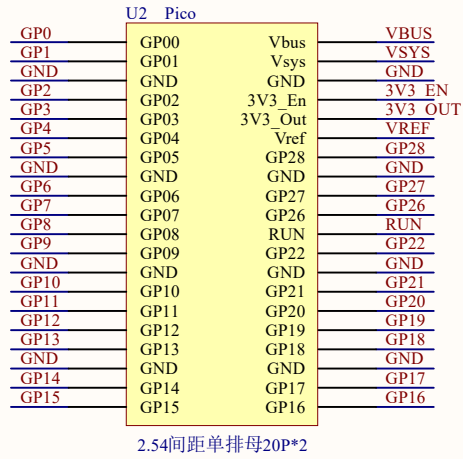 U2 Pico
GP0 GP00 Vbus VBUS
GP1 GP01 Vsys VSYS
GND GND GND GND
GP2 GP02 3V3_En 3V3_EN
GP3 GP03 3V3_Out 3V3_OUT
GP4 GP04 Vref VREF
GP5 GP05 GP28 GP28
GND GND GND GND
GP6 GP06 GP27 GP27
GP7 GP07 GP26 GP26
GP8 GP08 RUN RUN
GP9 GP09 GP22 GP22
GND GND GND GND
GP10 GP10 GP21 GP21
GP11 GP11 GP20 GP20
GP12 GP12 GP19 GP19
GP13 GP13 GP18 GP18
GND GND GND GND
GP14 GP14 GP17 GP17
GP15 GP15 GP16 GP16
2.54间距单排母20P*2